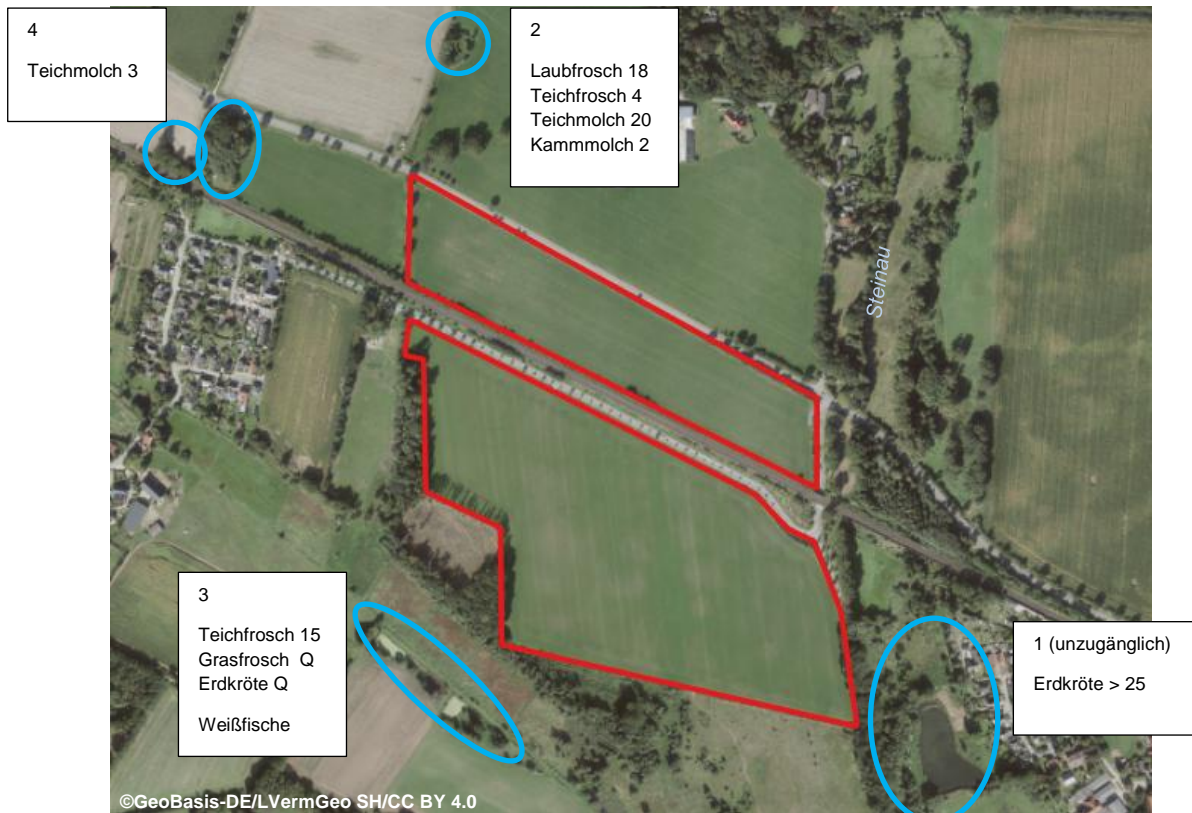 4
Teichmolch 3
2
Laubfrosch 18
Teichfrosch 4
Teichmolch 20
Kammmolch 2
Steinau
3
Teichfrosch 15
Grasfrosch Q
Erdkröte Q
Weißfische
1 (unzugänglich)
Erdkröte > 25
©GeoBasis-DE/LVermGeo SH/CC BY 4.0